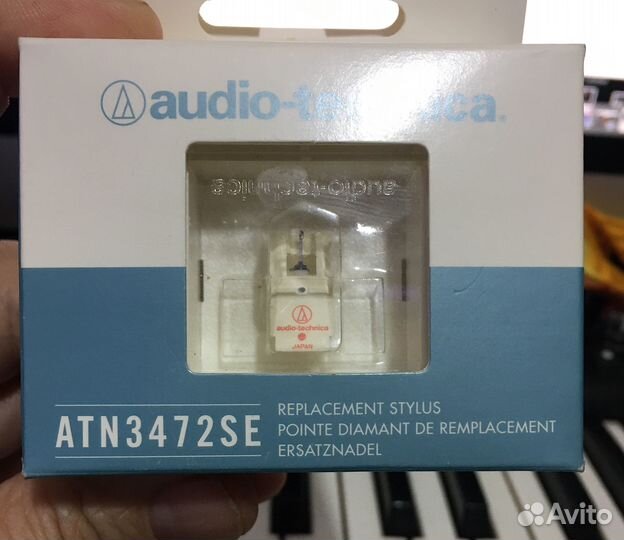 audio-technica.
audio-technica
audio-technica
JAPAN
ATN3472SE
REPLACEMENT STYLUS
POINTE DIAMANT DE REMPLACEMENT
ERSATZNADEL
Avito